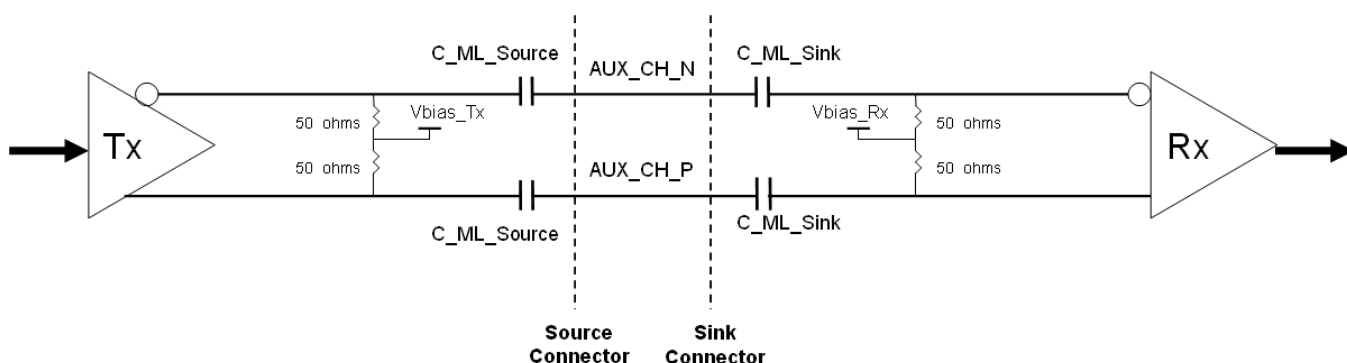 C_ML_Source
AUX_CH_N
C_ML_Sink
Tx
50 ohms
Vbias_Tx
50 ohms
Vbias_Rx
50 ohms
50 ohms
Rx
AUX_CH_P
C_ML_Source
C_ML_Sink
Source
Connector
Sink
Connector